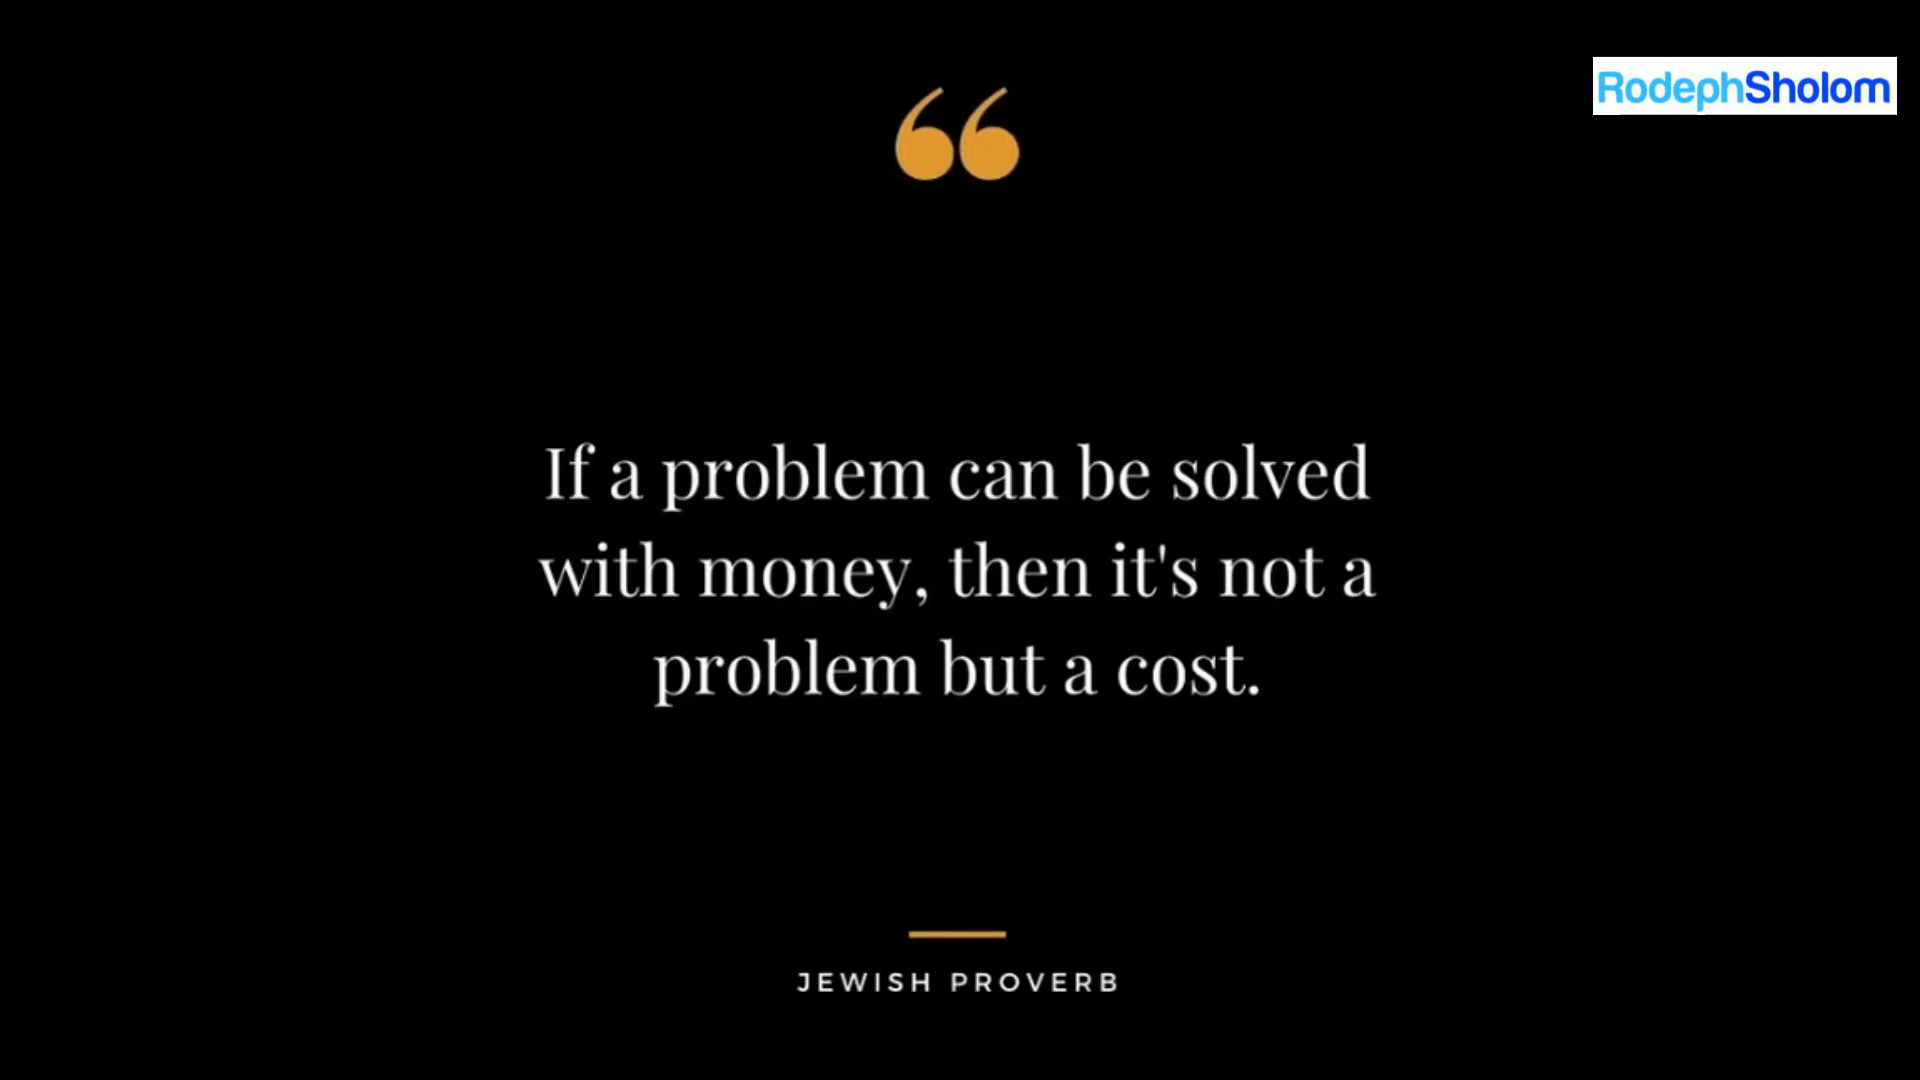 RodephSholom
If a problem can be solved
with money, then it's not a
problem but a cost.
JEWISH PROVERB